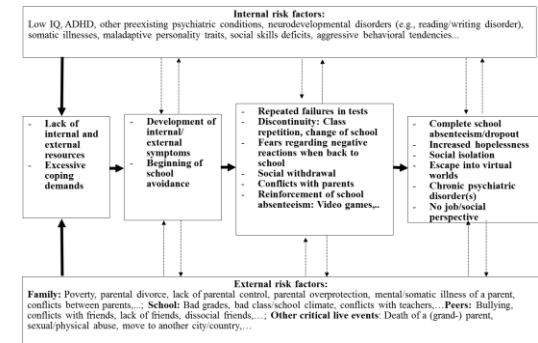 Internal risk factors:
Low IQ, ADHD, other preexisting psychiatric conditions, neurodevelopmental disorders (e.g., reading/writing disorder),
somatic illnesses, maladaptive personality traits, social skills deficits, aggressive behavioral tendencies...
- Lack of
internal and
external
resources
- Excessive
coping
demands
- Development of
internal/
external
symptoms
- Beginning of
school
avoidance
- Repeated failures in tests
- Discontinuity: Class
repetition, change of school
- Fears regarding negative
reactions when back to
school
- Social withdrawal
- Conflicts with parents
- Reinforcement of school
absenteeism: Video games,..
- Complete school
absenteeism/dropout
- Increased hopelessness
- Social isolation
- Escape into virtual
worlds
- Chronic psychiatric
disorder(s)
- No job/social
perspective
External risk factors:
Family: Poverty, parental divorce, lack of parental control, parental overprotection, mental/somatic illness of a parent,
conflicts between parents,...; School: Bad grades, bad class/school climate, conflicts with teachers,...Peers: Bullying,
conflicts with friends, lack of friends, dissocial friends,...; Other critical live events: Death of a (grand-) parent,
sexual/physical abuse, move to another city/country,...